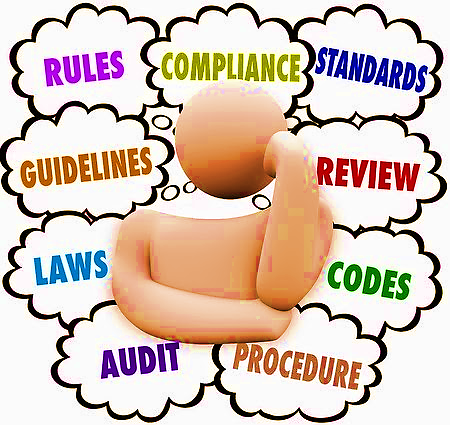 RULES
COMPLIANCE
STANDARDS
GUIDELINES
REVIEW
LAWS
CODES
AUDIT
PROCEDURE